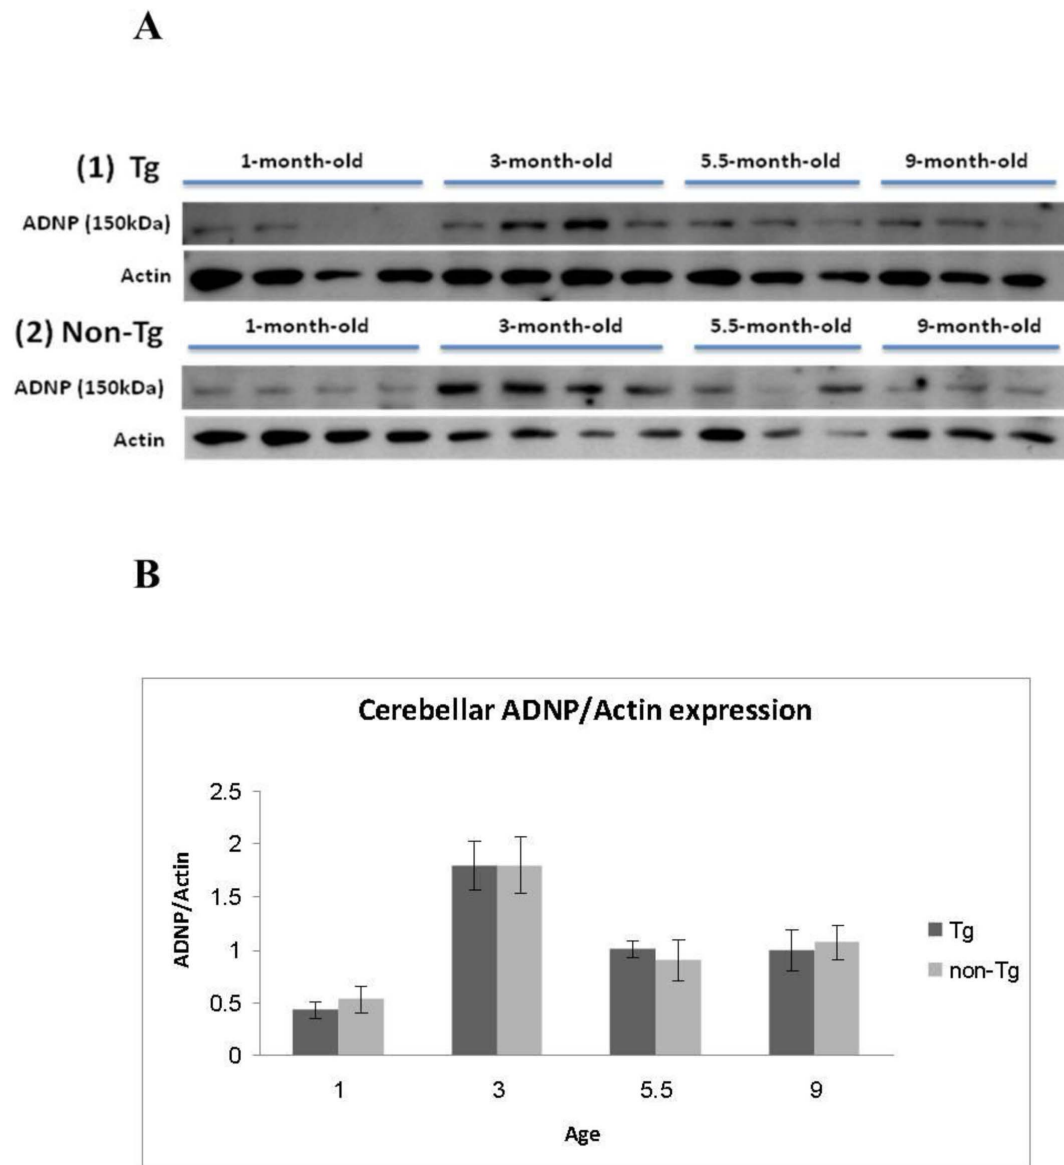 A
(1) Tg
1-month-old 3-month-old 5.5-month-old 9-month-old
ADNP (150kDa)
Actin
(2) Non-Tg
1-month-old 3-month-old 5.5-month-old 9-month-old
ADNP (150kDa)
Actin
B
Cerebellar ADNP/Actin expression
ADNP/Actin
2.5
2
1.5
1
0.5
0
1 3 5.5 9
Age
Tg
non-Tg